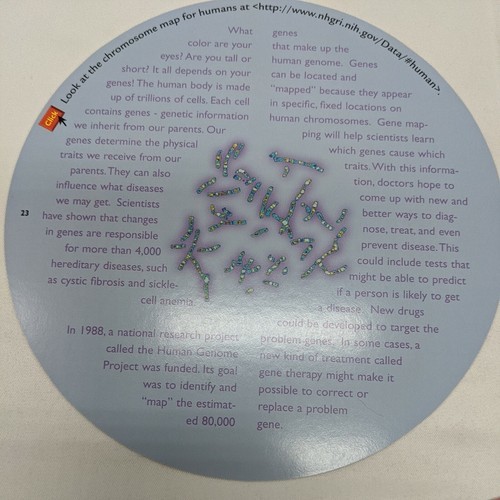 Click
Look at the chromosome map for humans at <http://www.nhgri.nih.gov/Data/#human>.
What
color are your
eyes? Are you tall or
short? It all depends on your
genes! The human body is made
up of trillions of cells. Each cell
contains genes - genetic information
we inherit from our parents. Our
genes determine the physical
traits we receive from our
parents. They can also
influence what diseases
we may get. Scientists
have shown that changes
in genes are responsible
for more than 4,000
hereditary diseases, such
as cystic fibrosis and sickle-
cell anemia.
In 1988, a national research project
called the Human Genome
Project was funded. Its goal
was to identify and
"map" the estimat-
ed 80,000
genes
that make up the
human genome. Genes
can be located and
"mapped" because they appear
in specific, fixed locations on
human chromosomes. Gene map-
ping will help scientists learn
which genes cause which
traits. With this informa-
tion, doctors hope to
come up with new and
better ways to diag-
nose, treat, and even
prevent disease. This
could include tests that
might be able to predict
if a person is likely to get
a disease. New drugs
could be developed to target the
problem genes. In some cases, a
new kind of treatment called
gene therapy might make it
possible to correct or
replace a problem
gene.
23